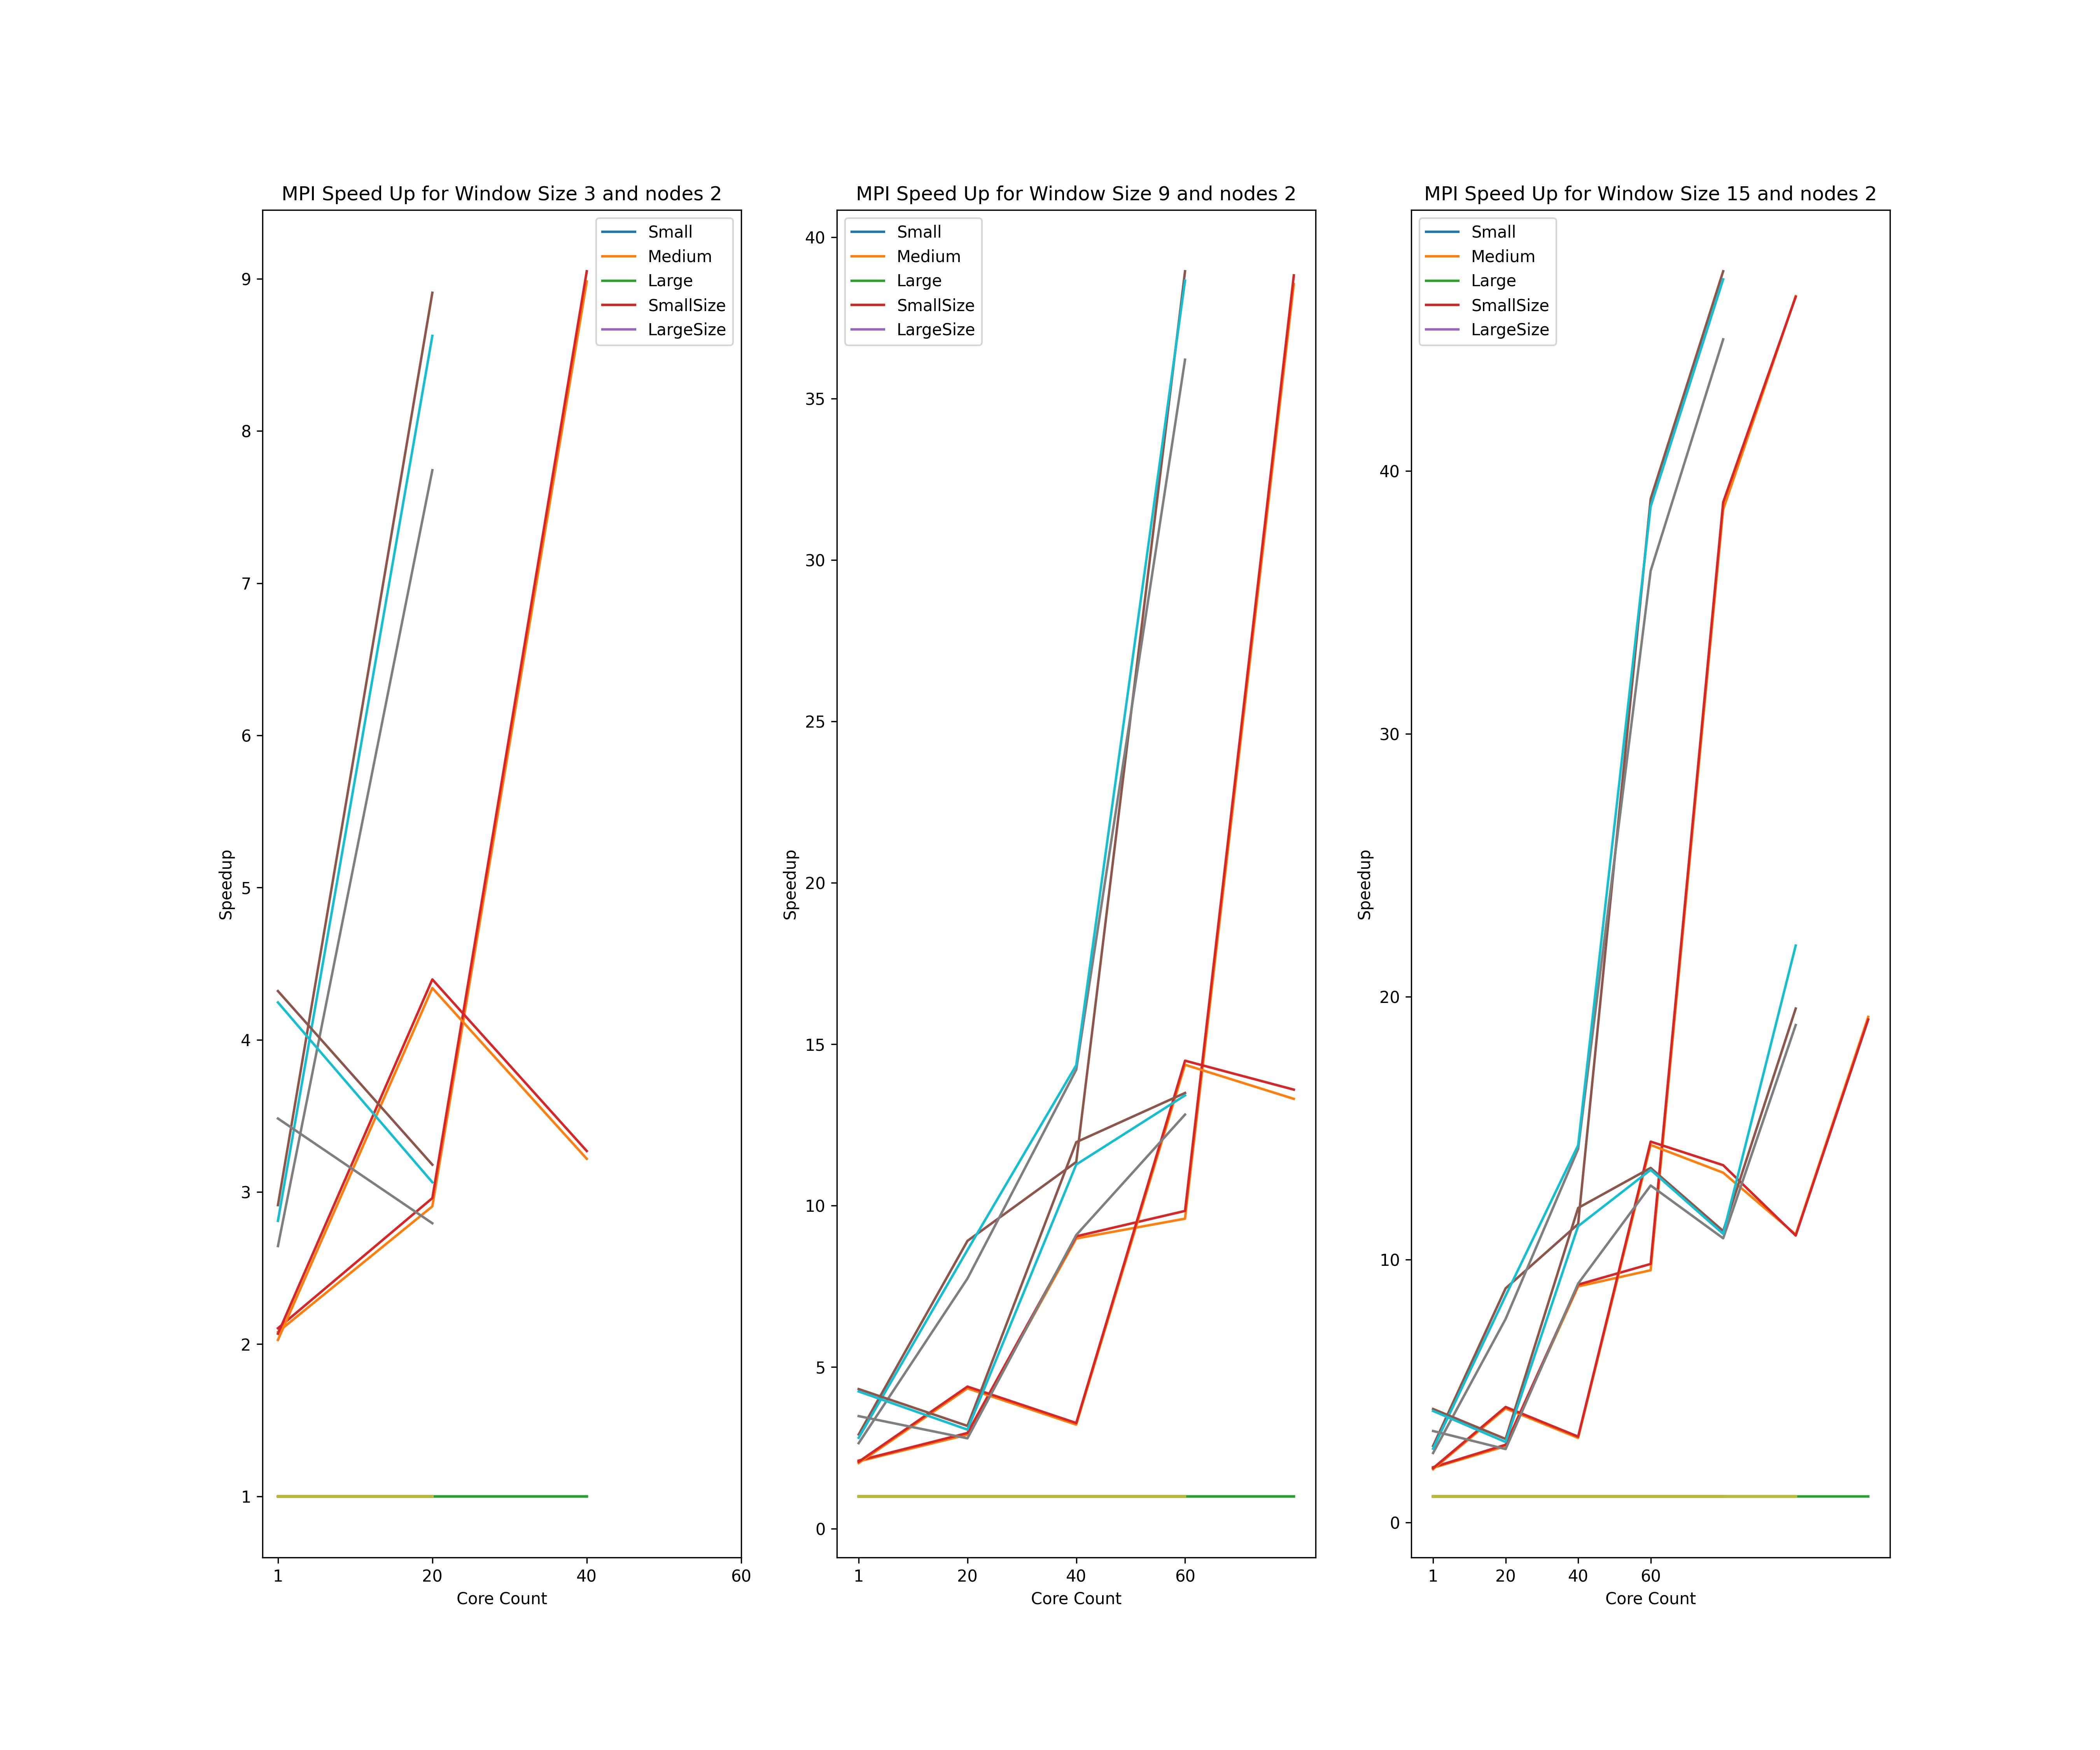 MPI Speed Up for Window Size 3 and nodes 2
Small
Medium
Large
SmallSize
LargeSize
9
8
7
6
5
4
3
2
1
Speedup
1 20 40 60
Core Count
MPI Speed Up for Window Size 9 and nodes 2
Small
Medium
Large
SmallSize
LargeSize
40
35
30
25
20
15
10
5
0
Speedup
1 20 40 60
Core Count
MPI Speed Up for Window Size 15 and nodes 2
Small
Medium
Large
SmallSize
LargeSize
40
30
20
10
0
Speedup
1 20 40 60
Core Count